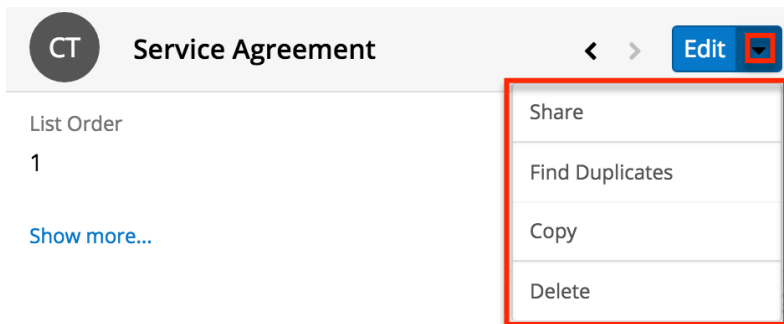 CT
Service Agreement
Edit
List Order
1
Show more...
Share
Find Duplicates
Copy
Delete